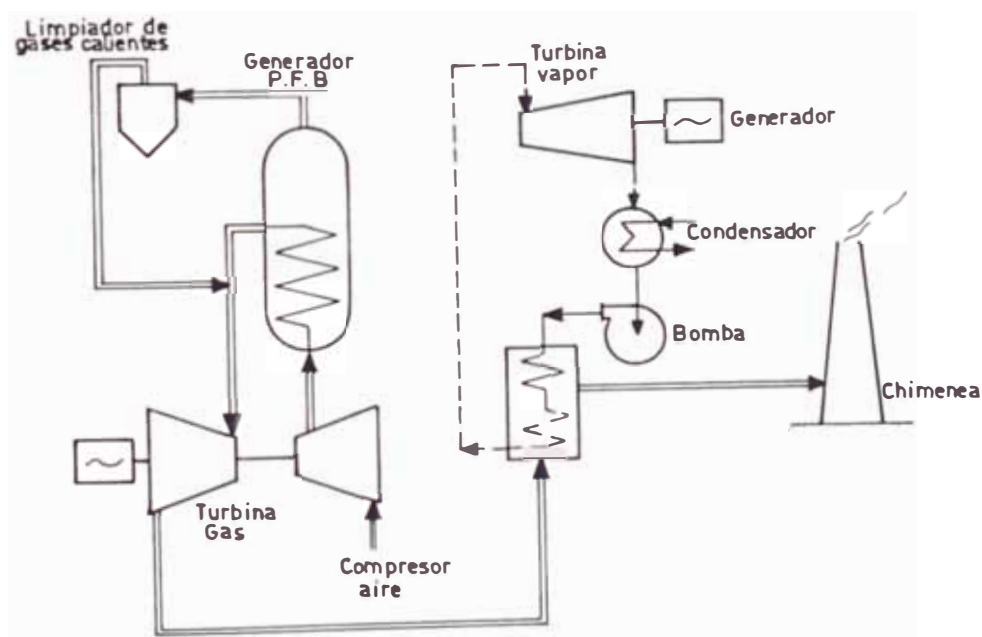 Limpiador de
gases calientes
Generador
P.F.B
Turbina
vapor
Generador
Condensador
Bomba
Chimenea
Turbina
Gas
Compresor
aire